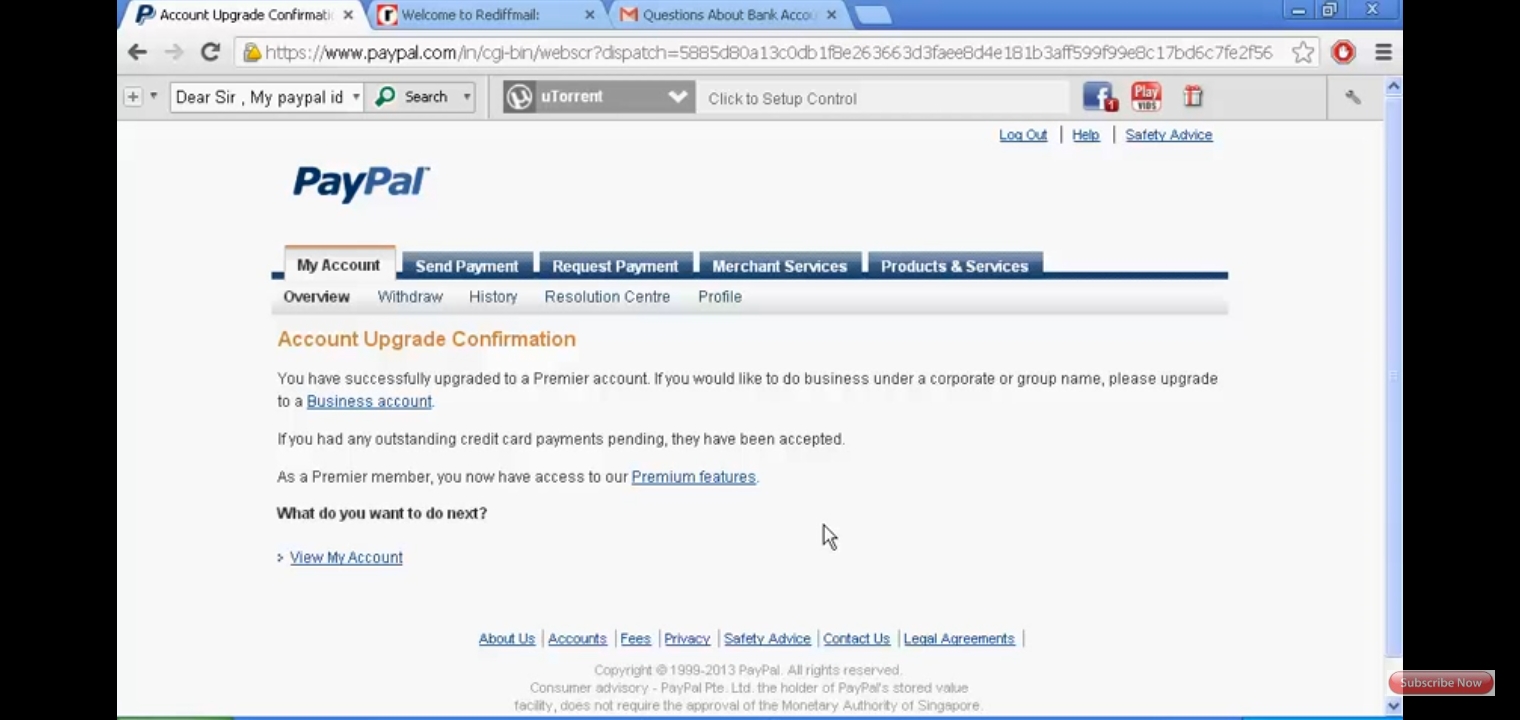 Account Upgrade Confirmati
Welcome to Rediffmail:
Questions About Bank Accou
https://www.paypal.com/in/cgi-bin/webscr?dispatch=5885d80a13c0db1f8e263663d3faee8d4e181b3aff599f99e8c17bd6c7fe2f56
Dear Sir , My paypal id
Search
uTorrent
Click to Setup Control
1
Play
VIDS
Log Out | Help | Safety Advice
PayPal
My Account
Send Payment
Request Payment
Merchant Services
Products & Services
Overview
Withdraw
History
Resolution Centre
Profile
Account Upgrade Confirmation
You have successfully upgraded to a Premier account. If you would like to do business under a corporate or group name, please upgrade
to a Business account.
If you had any outstanding credit card payments pending, they have been accepted.
As a Premier member, you now have access to our Premium features.
What do you want to do next?
> View My Account
About Us | Accounts | Fees | Privacy | Safety Advice | Contact Us | Legal Agreements |
Copyright © 1999-2013 PayPal. All rights reserved.
Consumer advisory - PayPal Pte. Ltd. the holder of PayPal's stored value
facility, does not require the approval of the Monetary Authority of Singapore.
Subscribe Now